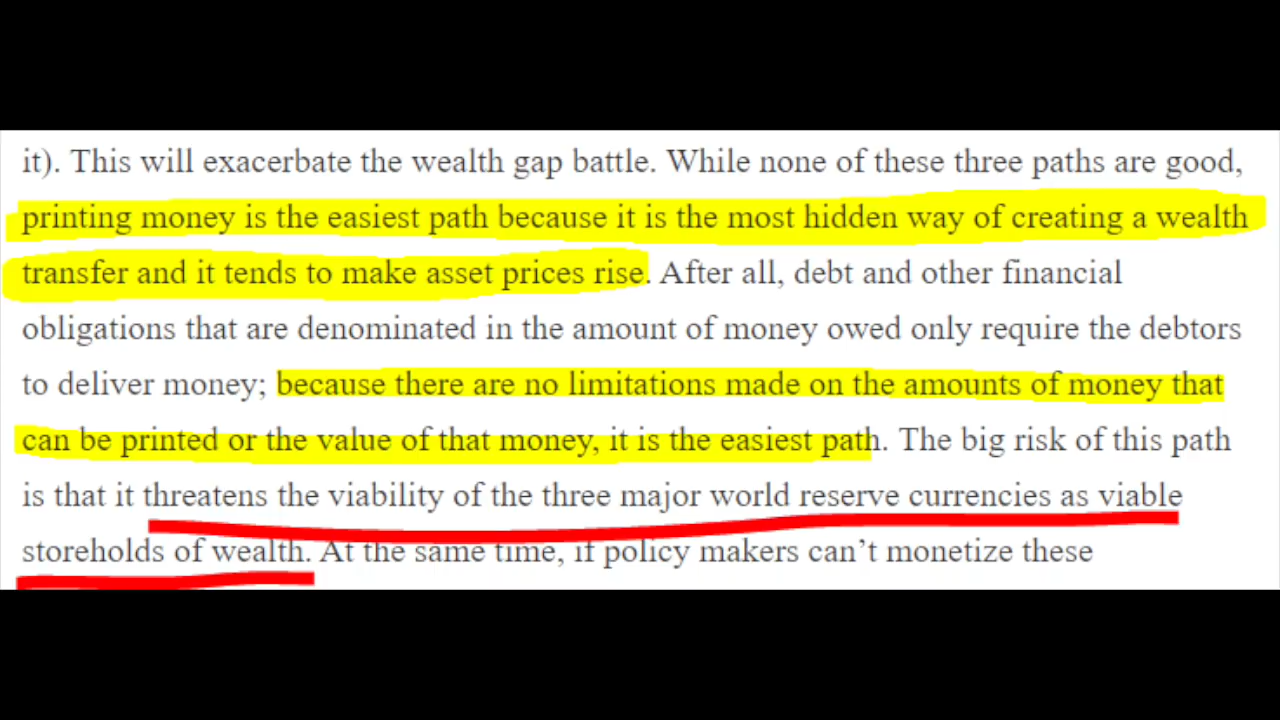 it). This will exacerbate the wealth gap battle. While none of these three paths are good,
printing money is the easiest path because it is the most hidden way of creating a wealth
transfer and it tends to make asset prices rise. After all, debt and other financial
obligations that are denominated in the amount of money owed only require the debtors
to deliver money; because there are no limitations made on the amounts of money that
can be printed or the value of that money, it is the easiest path. The big risk of this path
is that it threatens the viability of the three major world reserve currencies as viable
storeholds of wealth. At the same time, if policy makers can’t monetize these